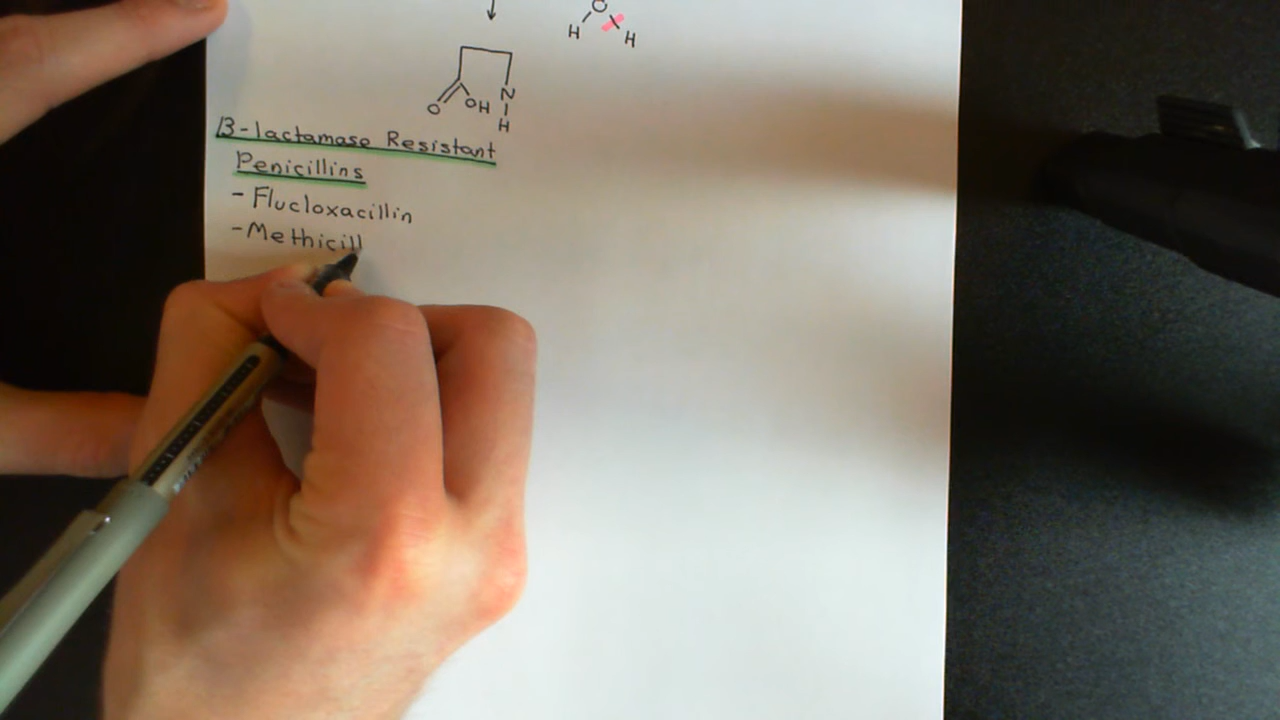 O
H H
O OH N
H
β-lactamase Resistant
Penicillins
- Flucloxacillin
- Methicill